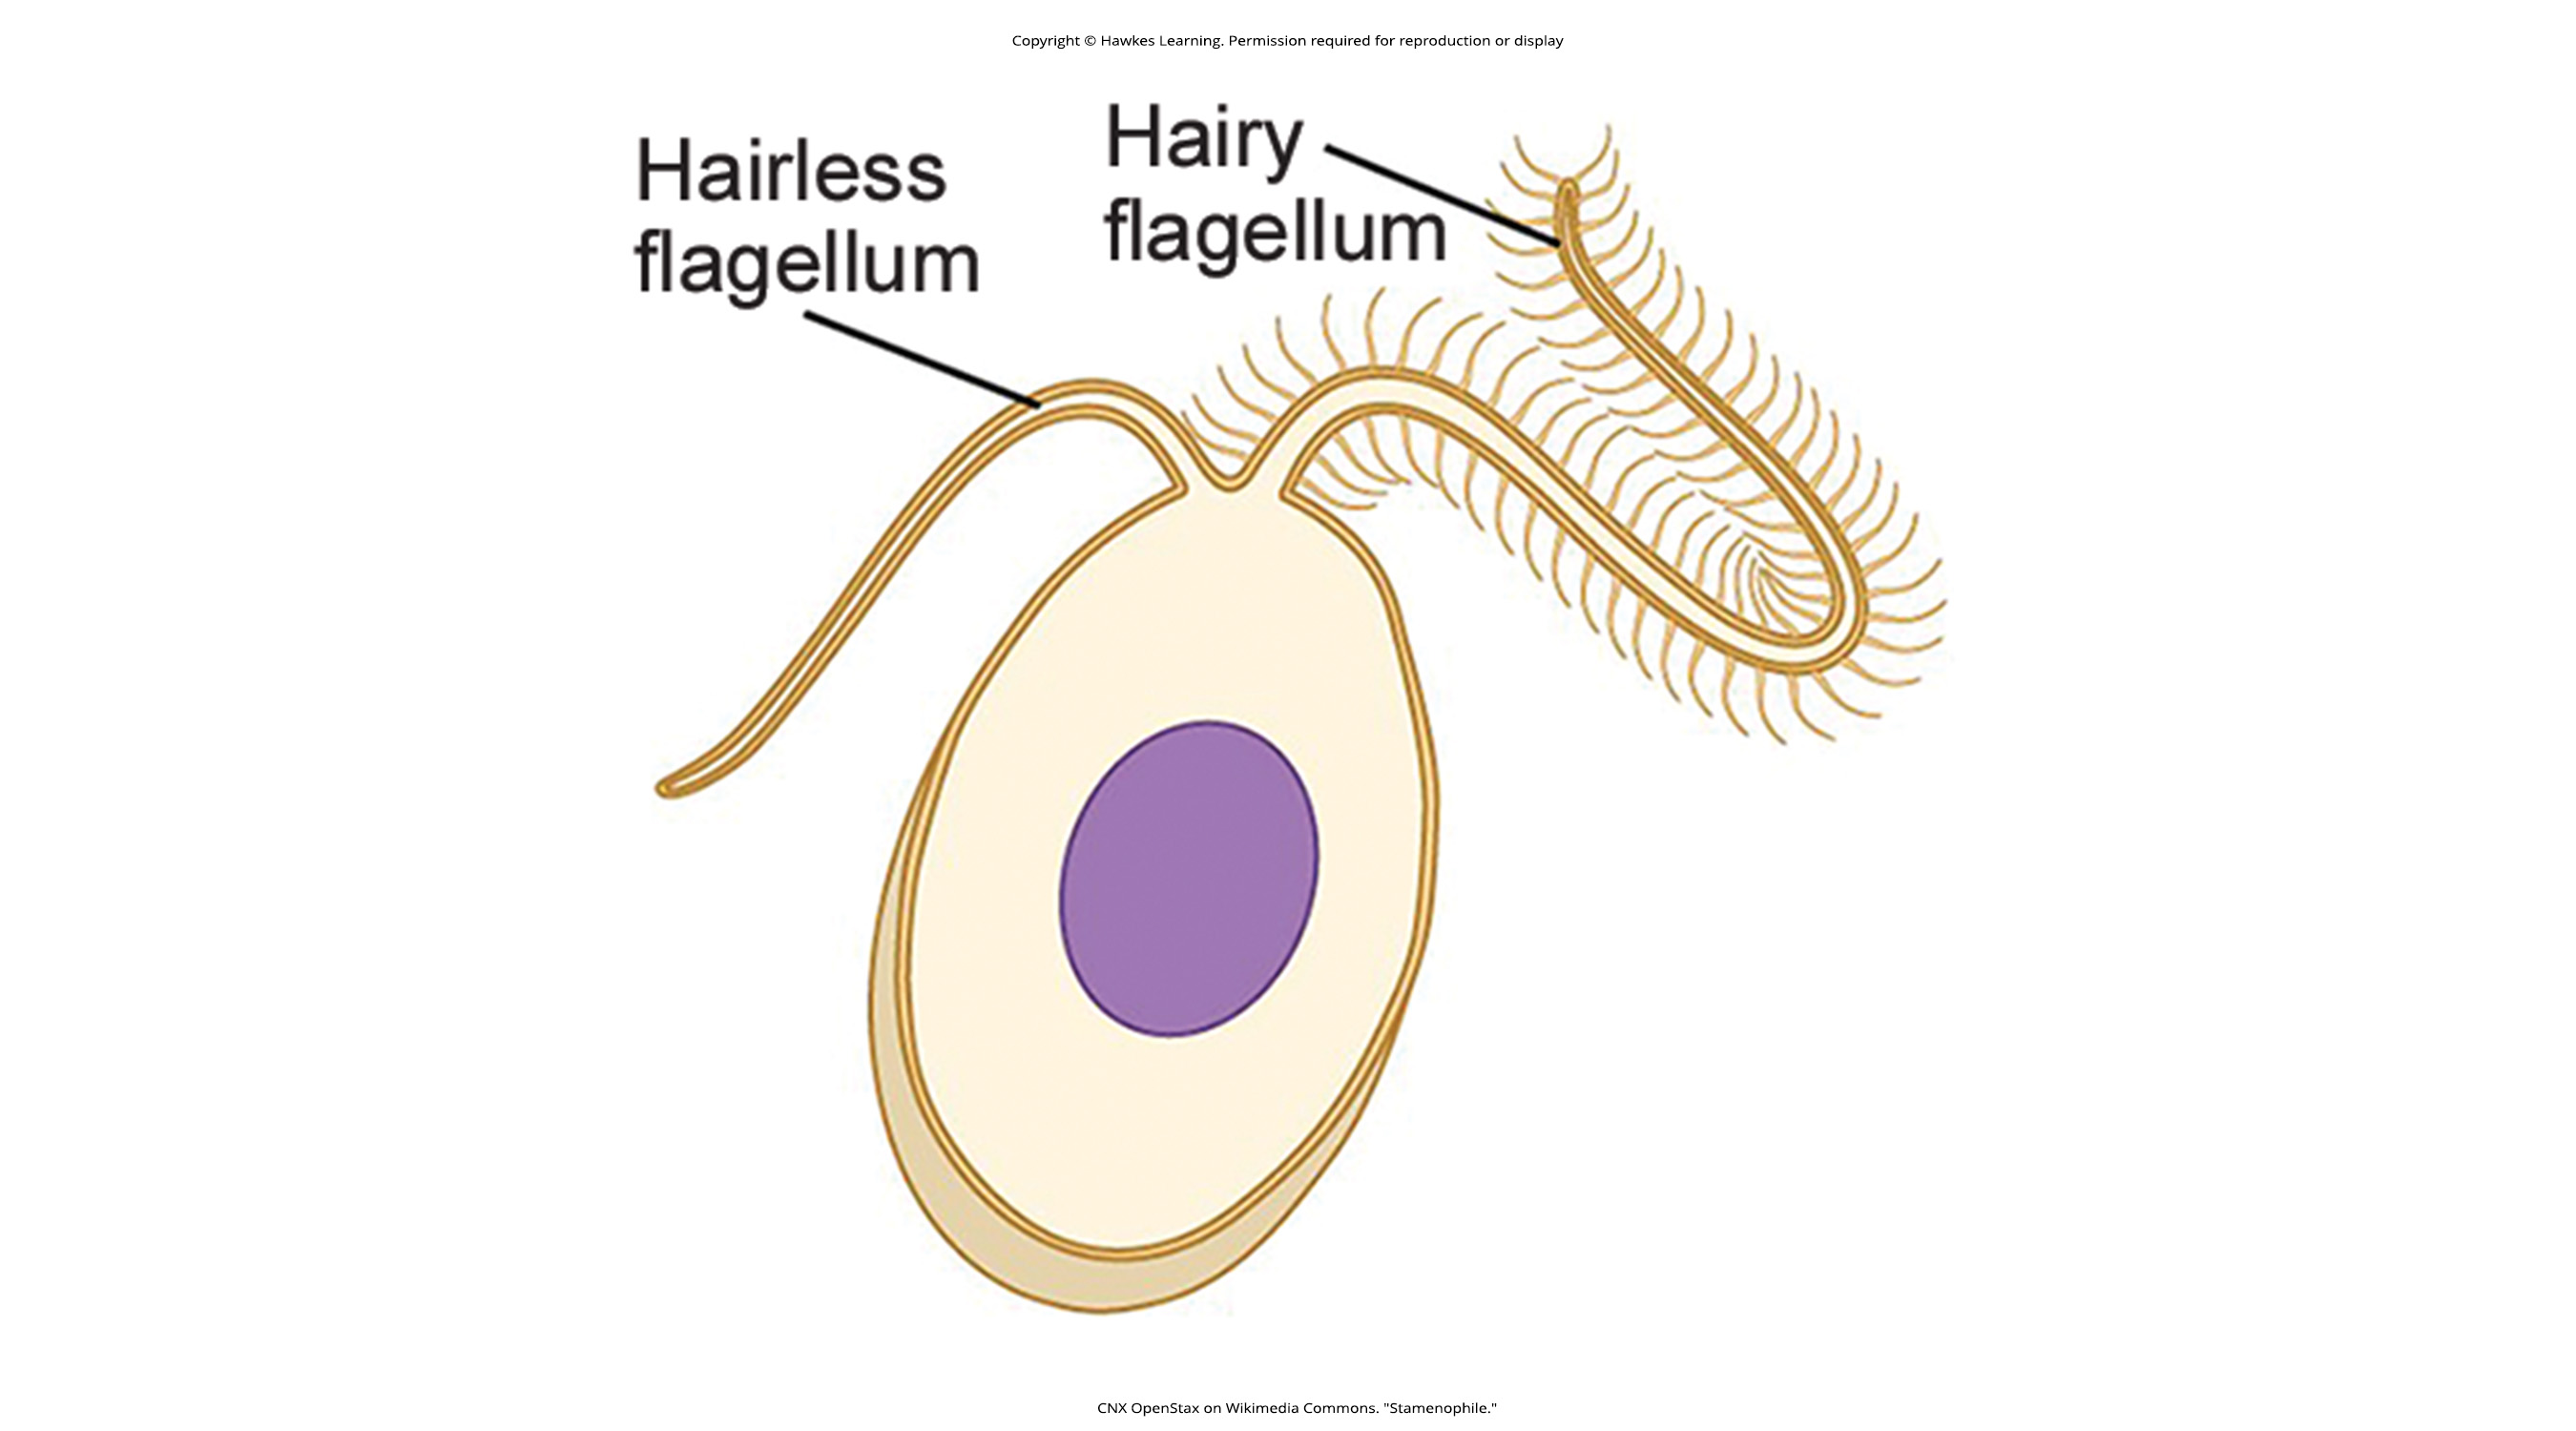 Copyright © Hawkes Learning. Permission required for reproduction or display
Hairless
flagellum
Hairy
flagellum
CNX OpenStax on Wikimedia Commons. "Stamenophile."